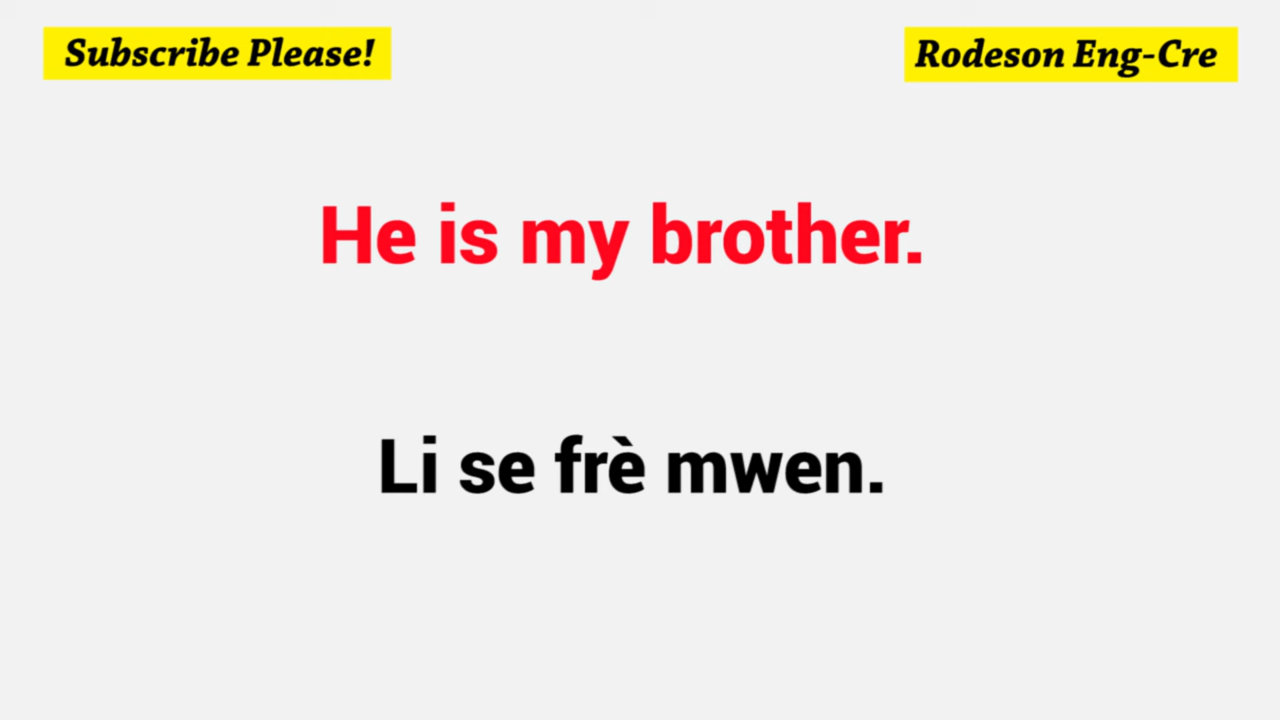 Subscribe Please!
Rodeson Eng-Cre
He is my brother.
Li se frè mwen.